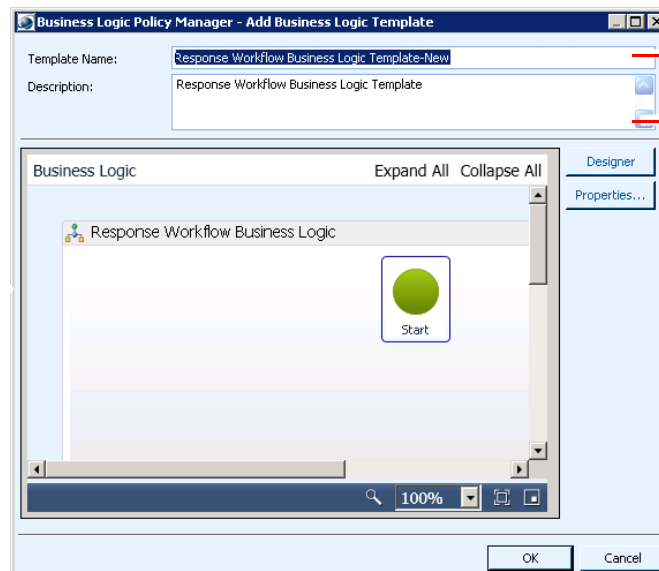 Business Logic Policy Manager - Add Business Logic Template
Template Name:
Response Workflow Business Logic Template-New
Description:
Response Workflow Business Logic Template
Business Logic
Expand All Collapse All
Designer
Properties...
Response Workflow Business Logic
Start
100%
OK
Cancel